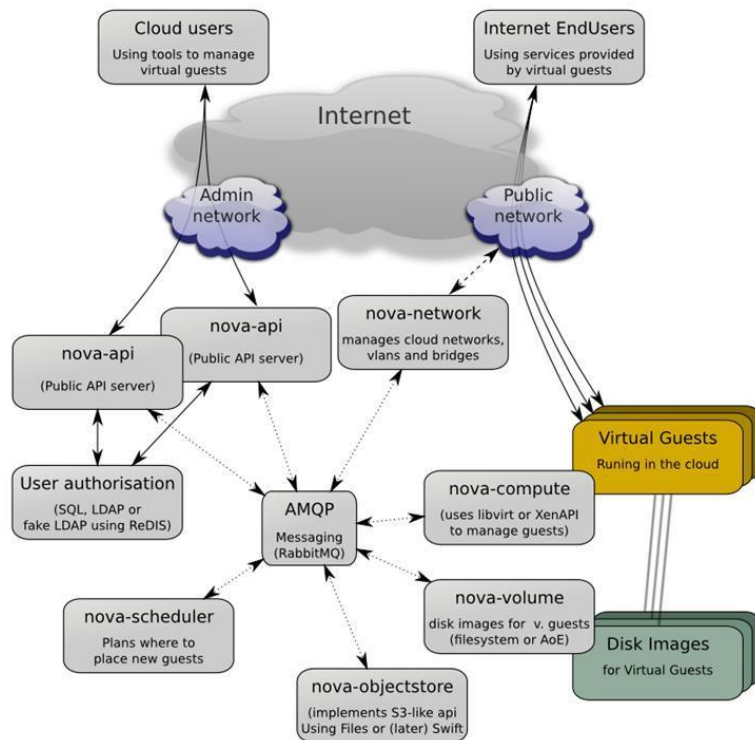 Cloud users
Using tools to manage
virtual guests
Internet EndUsers
Using services provided
by virtual guests
Internet
Admin
network
Public
network
nova-api
(Public API server)
nova-api
(Public API server)
nova-network
manages cloud networks,
vlans and bridges
Virtual Guests
Runing in the cloud
User authorisation
(SQL, LDAP or
fake LDAP using ReDIS)
AMQP
Messaging
(RabbitMQ)
nova-compute
(uses libvirt or XenAPI
to manage guests)
nova-scheduler
Plans where to
place new guests
nova-volume
disk images for v. guests
(filesystem or AoE)
Disk Images
for Virtual Guests
nova-objectstore
(implements S3-like api
Using Files or (later) Swift